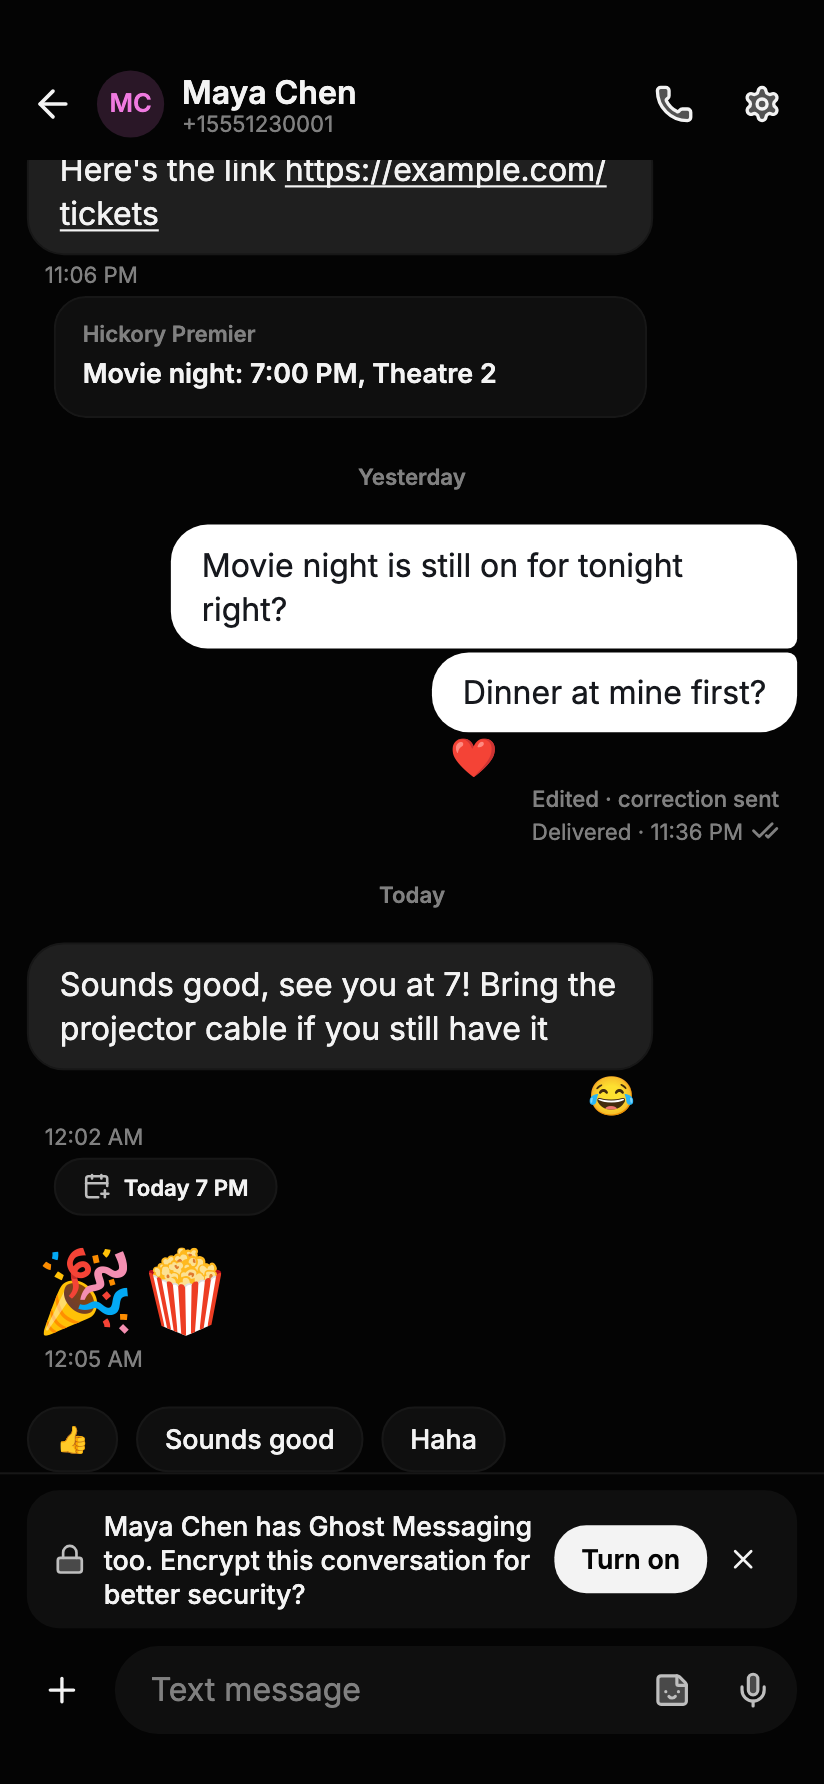 MC
Maya Chen
+15551230001
Here's the link https://example.com/
tickets
11:06 PM
Hickory Premier
Movie night: 7:00 PM, Theatre 2
Yesterday
Movie night is still on for tonight
right?
Dinner at mine first?
Edited · correction sent
Delivered · 11:36 PM
Today
Sounds good, see you at 7! Bring the
projector cable if you still have it
12:02 AM
Today 7 PM
12:05 AM
Sounds good
Haha
Maya Chen has Ghost Messaging
too. Encrypt this conversation for
better security?
Turn on
Text message